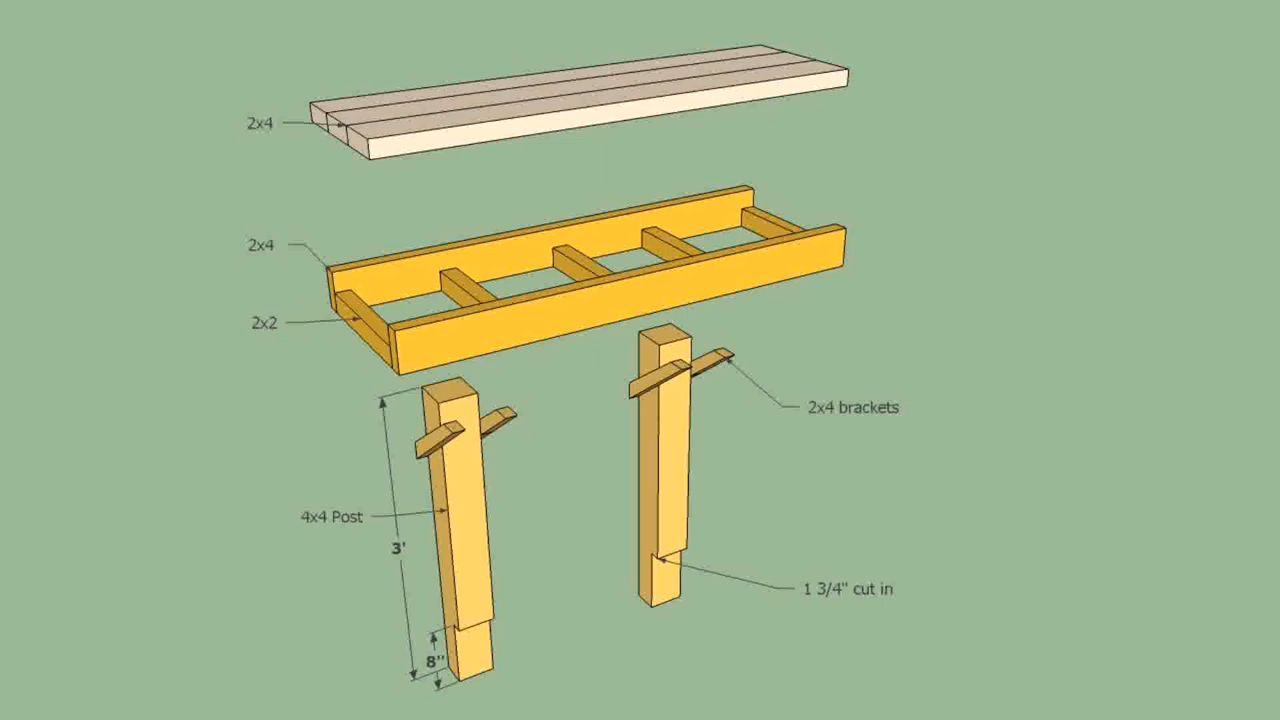 2x4
2x4
2x2
2x4 brackets
4x4 Post
3'
1 3/4" cut in
8"